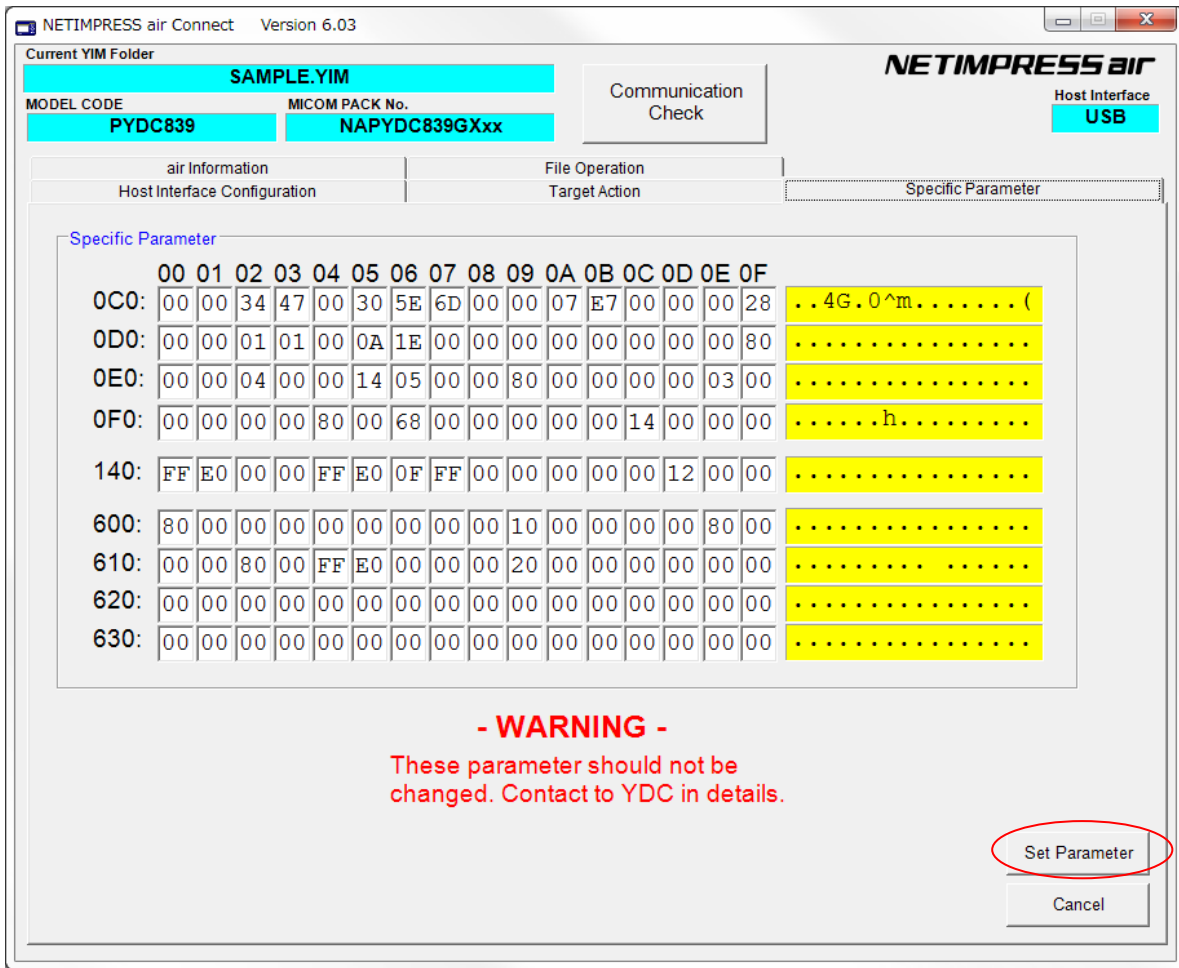 NETIMPRESS air Connect Version 6.03
Current YIM Folder
SAMPLE.YIM
MODEL CODE MICOM PACK No.
PYDC839 NAPYDC839GXxx
Communication
Check
NETIMPRESS air
Host Interface
USB
air Information File Operation
Host Interface Configuration Target Action Specific Parameter
Specific Parameter
00 01 02 03 04 05 06 07 08 09 0A 0B 0C 0D 0E 0F
0C0: 00 00 34 47 00 30 5E 6D 00 00 07 E7 00 00 00 28 ..4G.0^m.......(
0D0: 00 00 01 01 00 0A 1E 00 00 00 00 00 00 00 00 80 ................
0E0: 00 00 04 00 00 14 05 00 00 80 00 00 00 00 03 00 ................
0F0: 00 00 00 00 80 00 68 00 00 00 00 00 14 00 00 00 ......h.........
140: FF E0 00 00 FF E0 0F FF 00 00 00 00 00 12 00 00 ................
600: 80 00 00 00 00 00 00 00 00 10 00 00 00 00 80 00 ................
610: 00 00 80 00 FF E0 00 00 00 20 00 00 00 00 00 00 ......... ......
620: 00 00 00 00 00 00 00 00 00 00 00 00 00 00 00 00 ................
630: 00 00 00 00 00 00 00 00 00 00 00 00 00 00 00 00 ................
- WARNING -
These parameter should not be
changed. Contact to YDC in details.
Set Parameter
Cancel